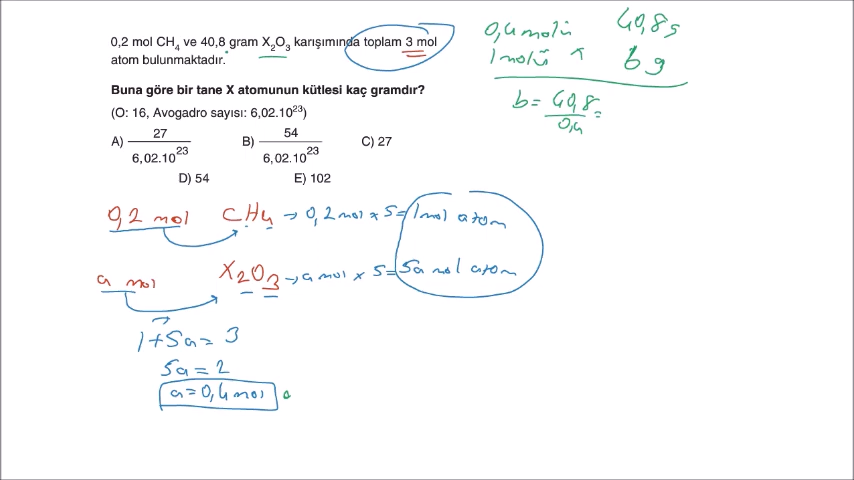 0,2 mol CH4 ve 40,8 gram X2O3 karışımında toplam 3 mol
atom bulunmaktadır.
Buna göre bir tane X atomunun kütlesi kaç gramdır?
(O: 16, Avogadro sayısı: 6,02.10^23)
A) 27/6,02.10^23 B) 54/6,02.10^23 C) 27
D) 54 E) 102
0,4 molü 40,8 g
1 molü b g
b = 40,8/0,4 =
0,2 mol CH4 → 0,2 mol x 5 = 1 mol atom
a mol X2O3 → a mol x 5 = 5a mol atom
1+5a = 3
5a = 2
a = 0,4 mol